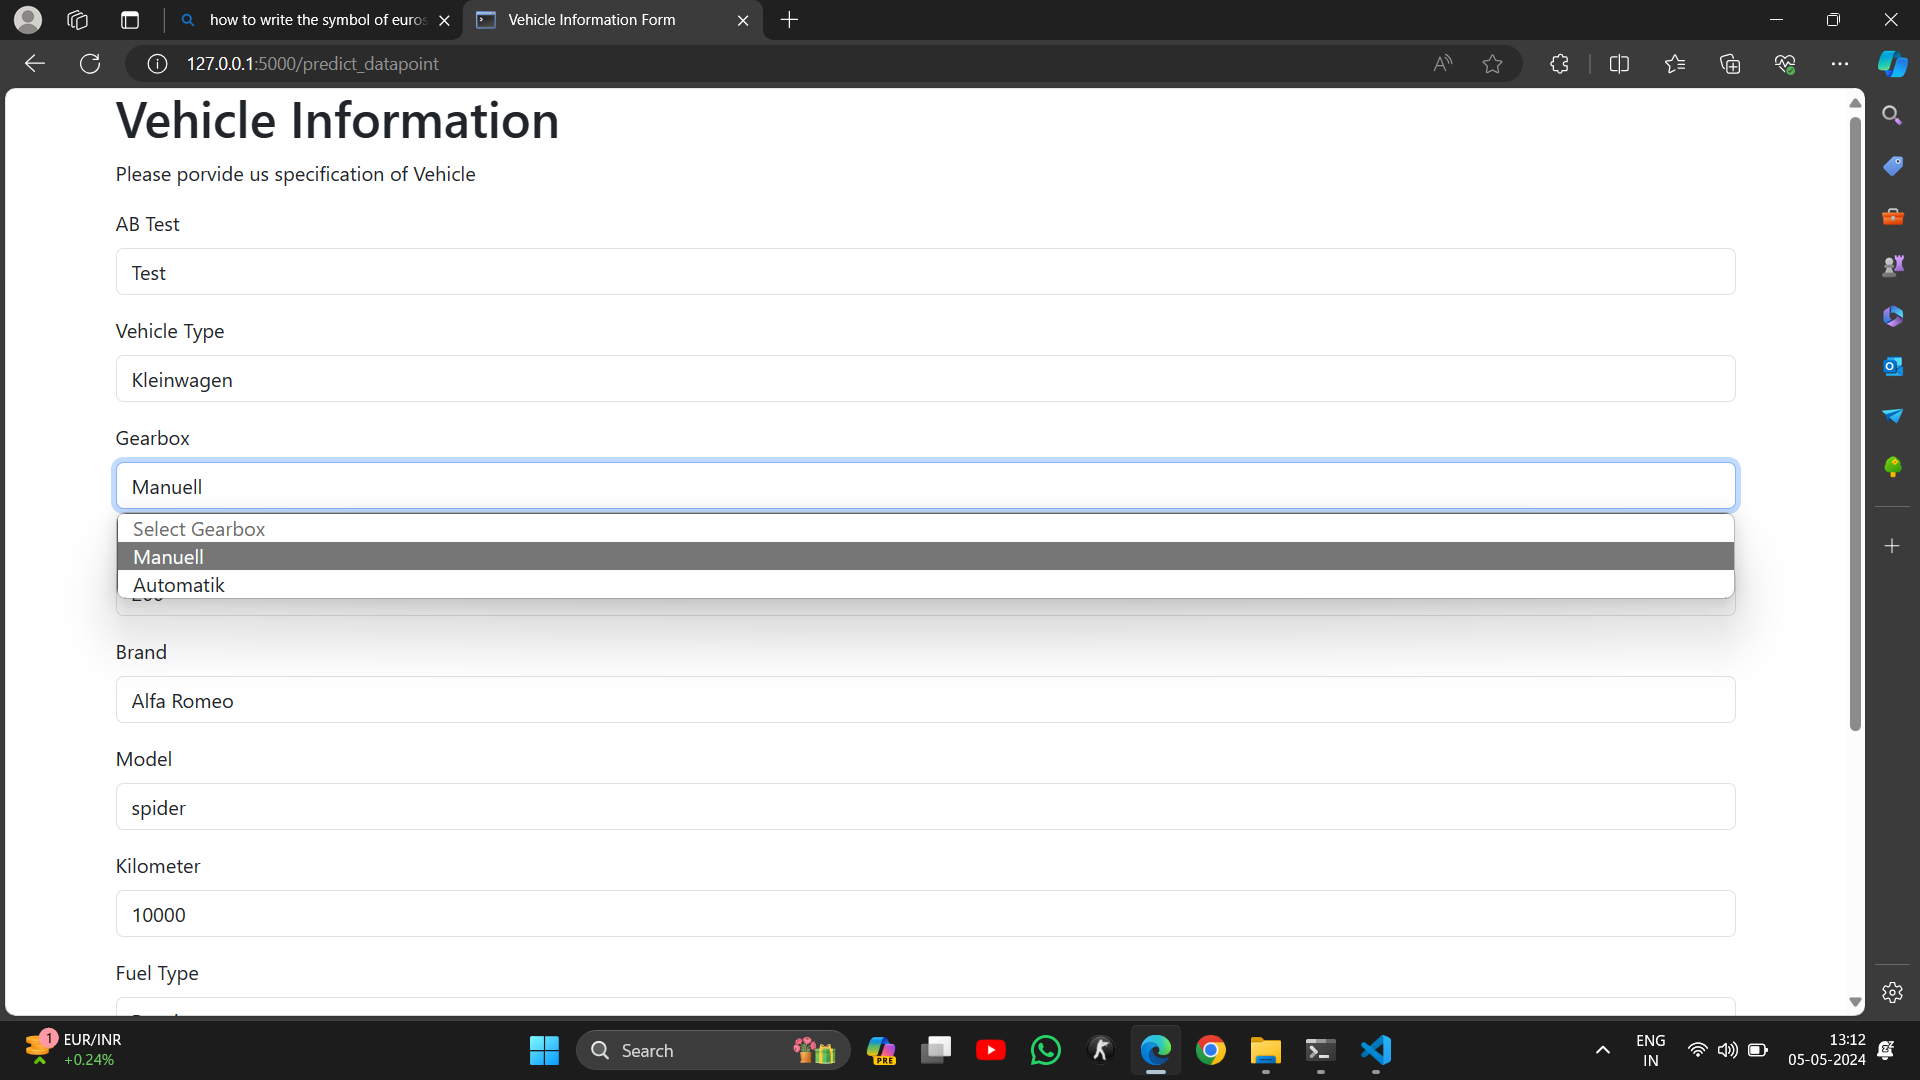 how to write the symbol of euros
Vehicle Information Form
127.0.0.1:5000/predict_datapoint
Vehicle Information
Please porvide us specification of Vehicle
AB Test
Test
Vehicle Type
Kleinwagen
Gearbox
Manuell
Select Gearbox
Manuell
Automatik
Brand
Alfa Romeo
Model
spider
Kilometer
10000
Fuel Type
1
EUR/INR
+0.24%
Search
PRE
ENG
IN
13:12
05-05-2024